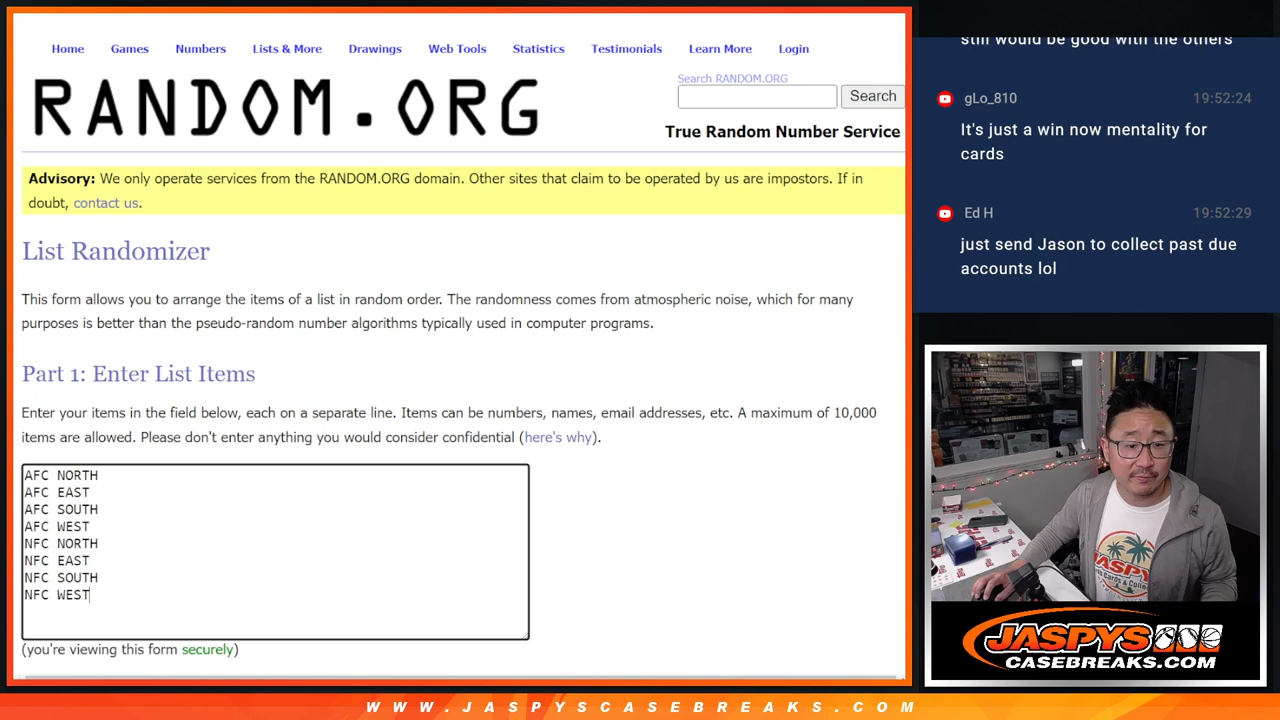 Home Games Numbers Lists & More Drawings Web Tools Statistics Testimonials Learn More Login
RANDOM.ORG
Search RANDOM.ORG
Search
True Random Number Service
Advisory: We only operate services from the RANDOM.ORG domain. Other sites that claim to be operated by us are impostors. If in
doubt, contact us.
List Randomizer
This form allows you to arrange the items of a list in random order. The randomness comes from atmospheric noise, which for many
purposes is better than the pseudo-random number algorithms typically used in computer programs.
Part 1: Enter List Items
Enter your items in the field below, each on a separate line. Items can be numbers, names, email addresses, etc. A maximum of 10,000
items are allowed. Please don't enter anything you would consider confidential (here's why).
AFC NORTH
AFC EAST
AFC SOUTH
AFC WEST
NFC NORTH
NFC EAST
NFC SOUTH
NFC WEST
(you're viewing this form securely)
still would be good with the others
gLo_810 19:52:24
It's just a win now mentality for
cards
Ed H 19:52:29
just send Jason to collect past due
accounts lol
JASPY'S
JASPYS
CASEBREAKS.COM
WWW.JASPYSCASEBREAKS.COM